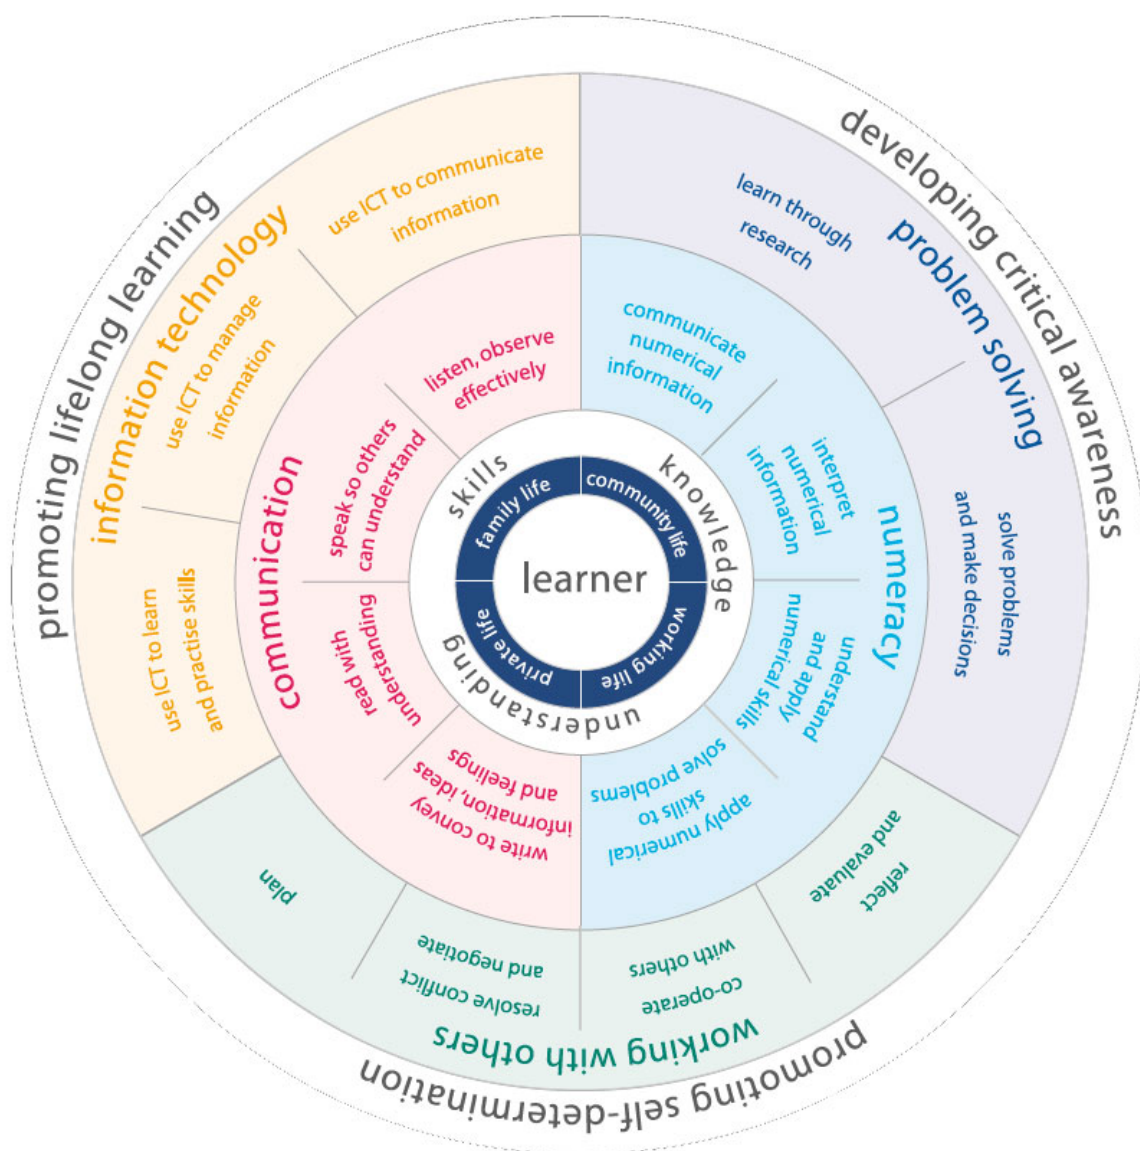 promoting lifelong learning
developing critical awareness
promoting self-determination
information technology
use ICT to communicate
information
use ICT to manage
information
use ICT to learn
and practise skills
problem solving
learn through
research
solve problems
and make decisions
working with others
reflect
and evaluate
co-operate
with others
resolve conflict
and negotiate
plan
communication
listen, observe
effectively
speak so others
can understand
read with
understanding
write to convey
information, ideas
and feelings
numeracy
communicate
numerical
information
interpret
numerical
information
understand
and apply
numerical skills
apply numerical
skills to
solve problems
skills
knowledge
understanding
family life
community life
working life
private life
learner